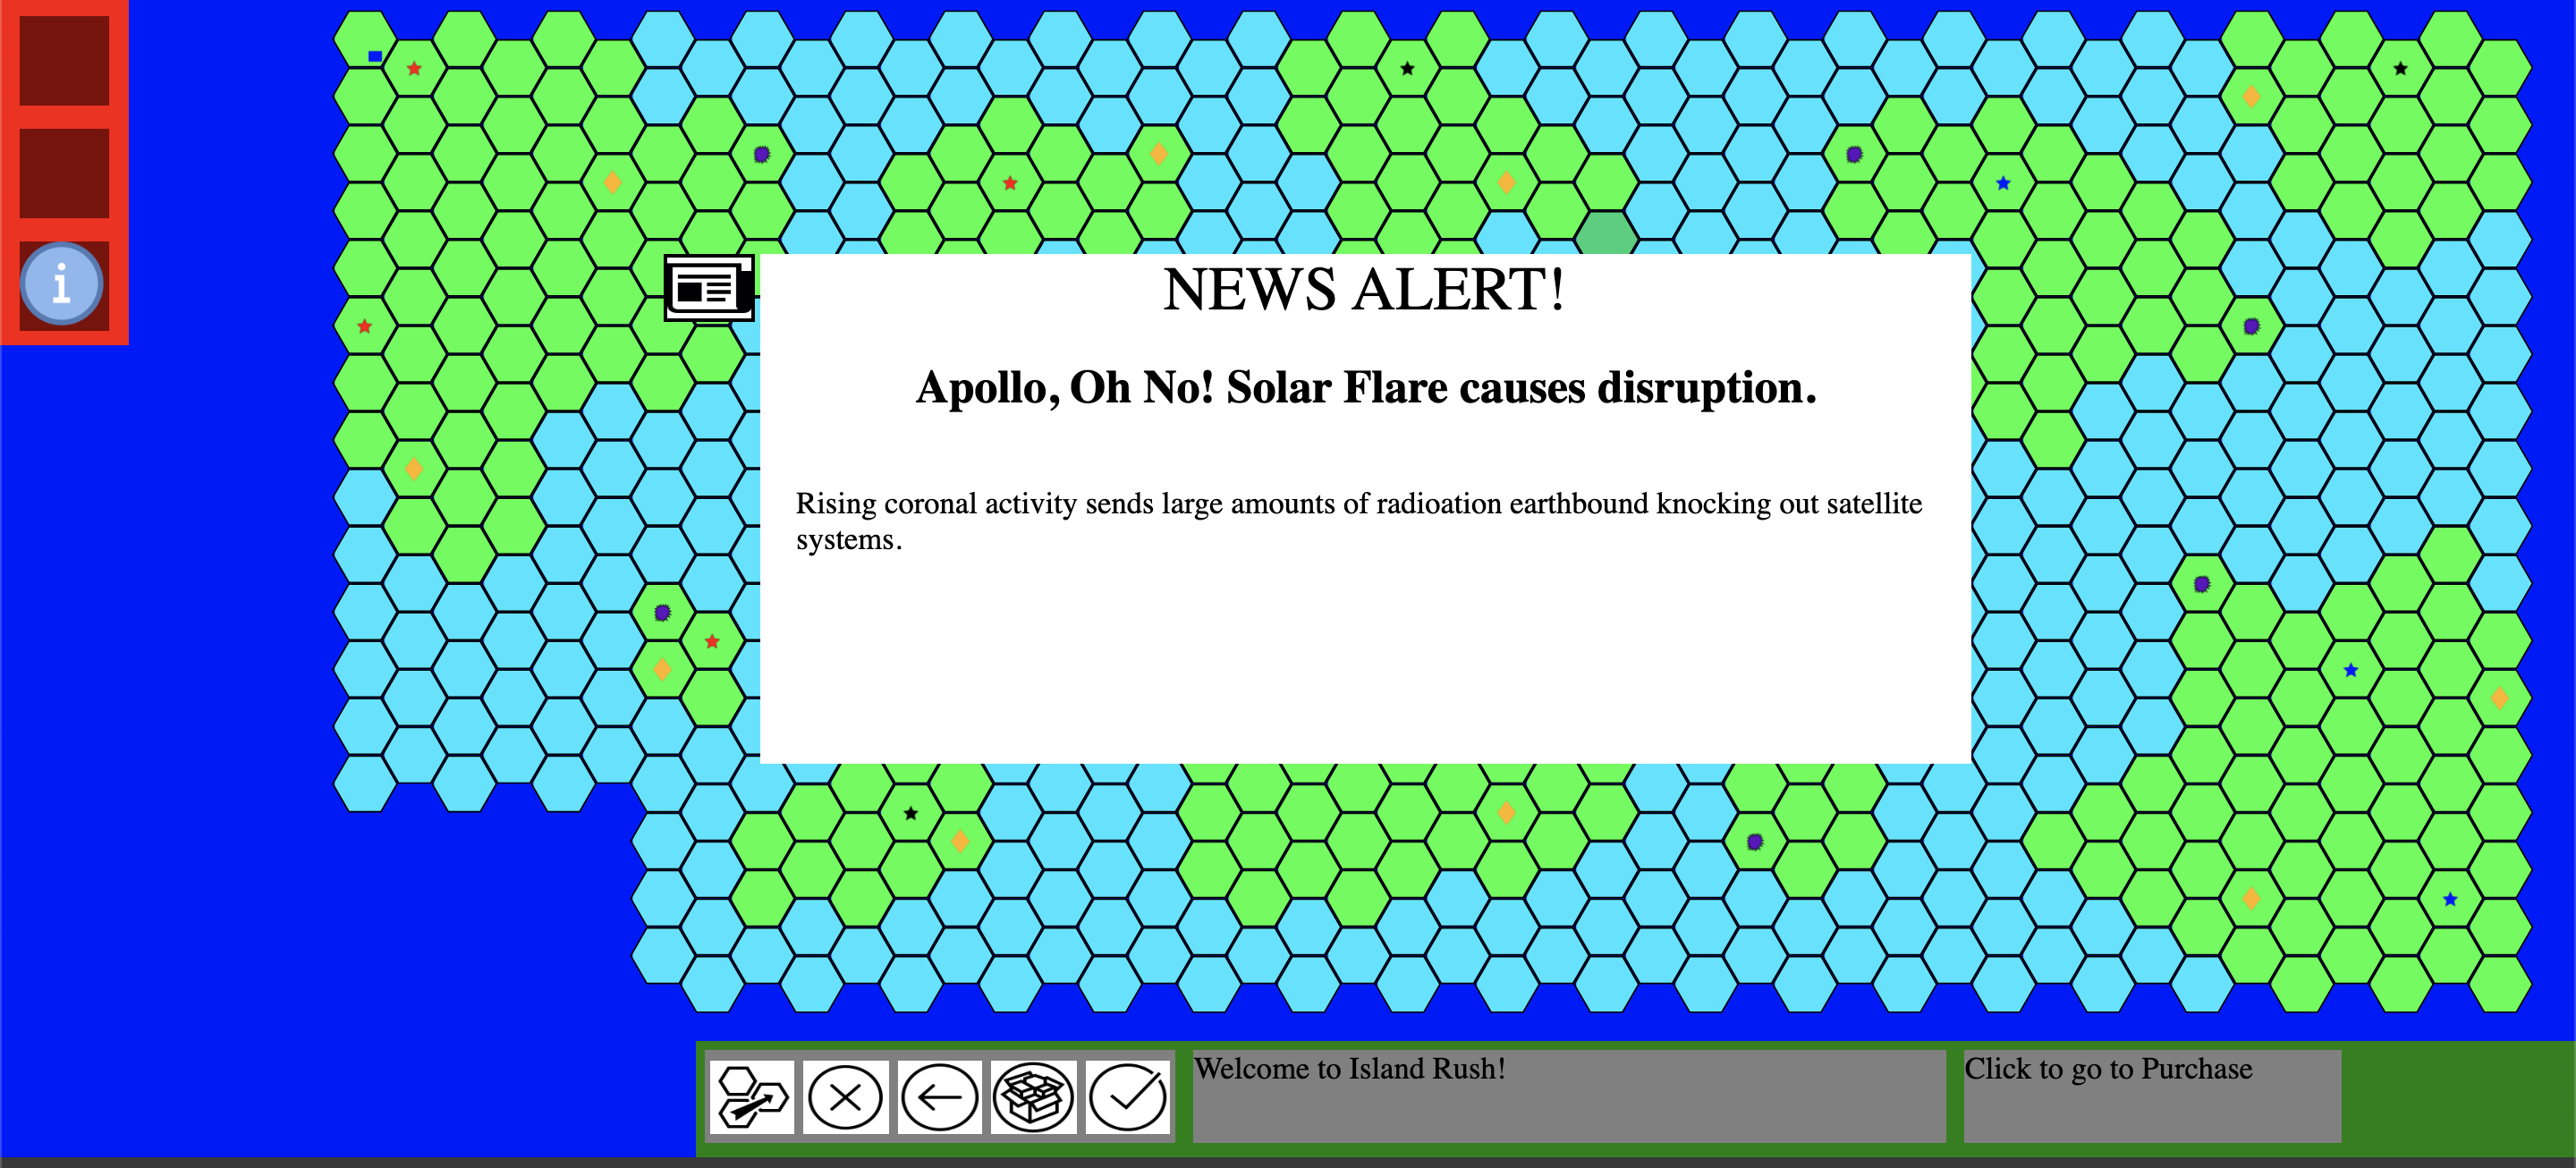 i
NEWS ALERT!
Apollo, Oh No! Solar Flare causes disruption.
Rising coronal activity sends large amounts of radioation earthbound knocking out satellite
systems.
Welcome to Island Rush!
Click to go to Purchase